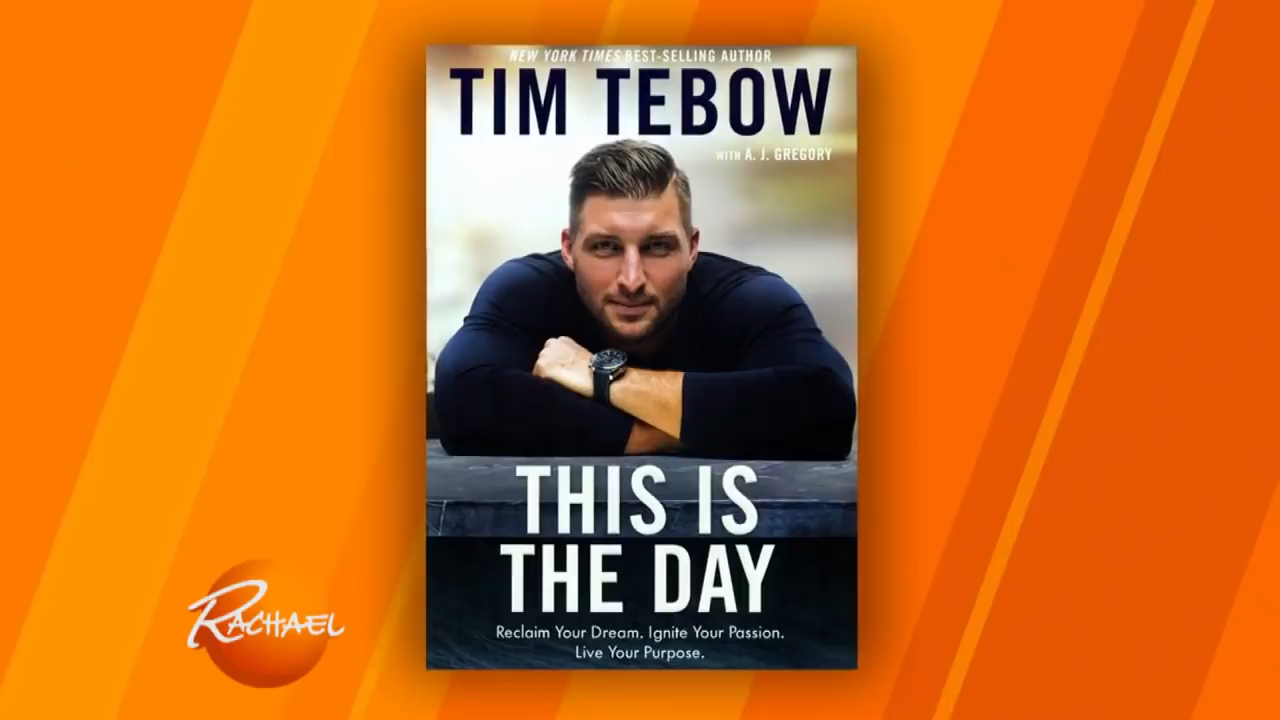 NEW YORK TIMES BEST-SELLING AUTHOR
TIM TEBOW
WITH A. J. GREGORY
THIS IS
THE DAY
Reclaim Your Dream. Ignite Your Passion.
Live Your Purpose.
RACHAEL